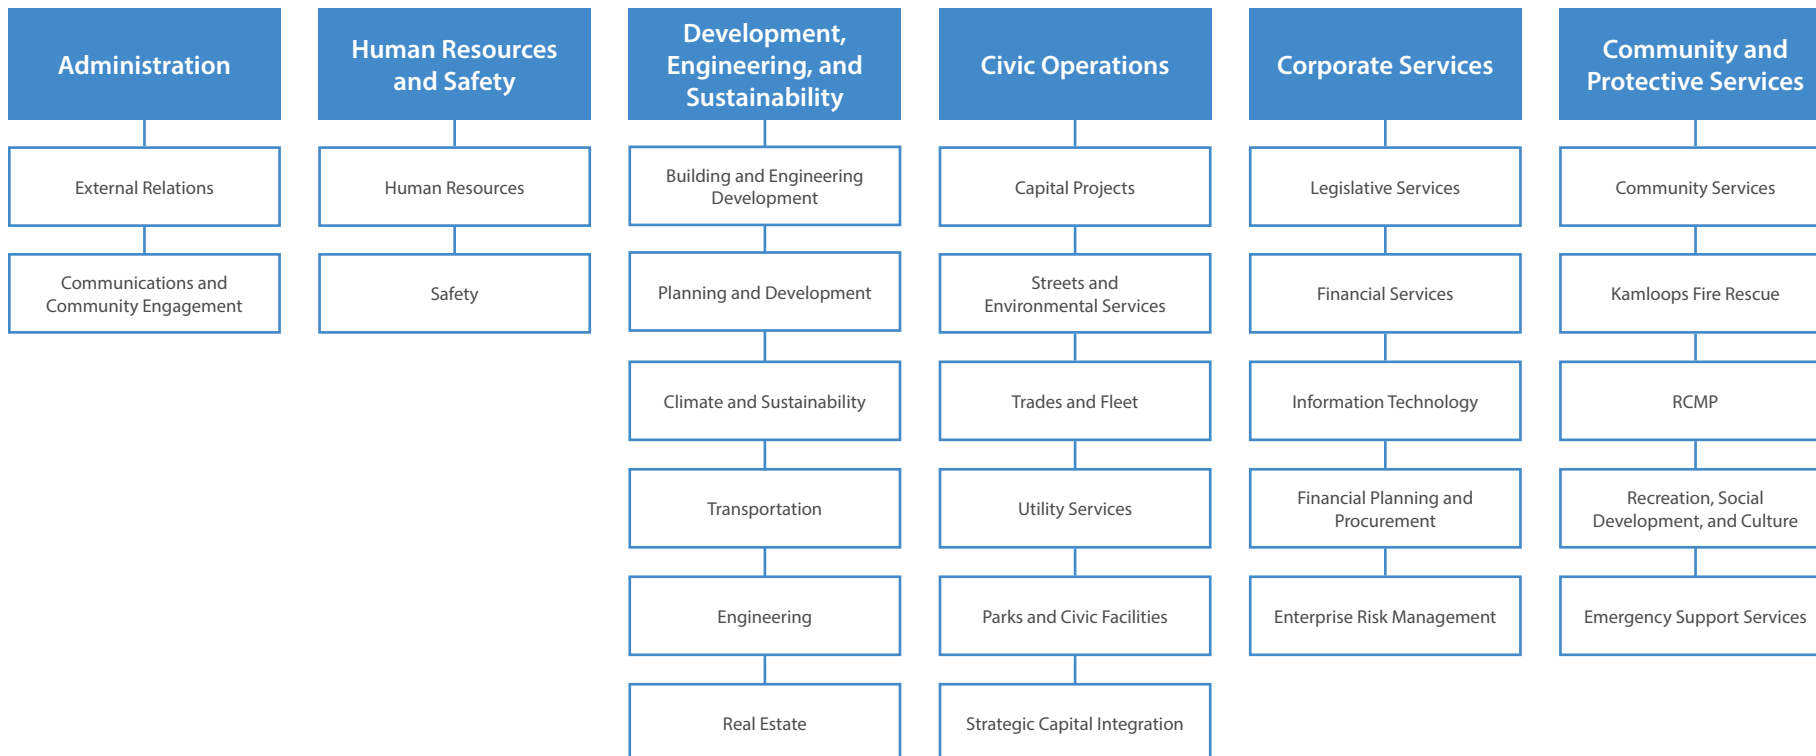 Administration
External Relations
Communications and
Community Engagement
Human Resources
and Safety
Human Resources
Safety
Development,
Engineering, and
Sustainability
Building and Engineering
Development
Planning and Development
Climate and Sustainability
Transportation
Engineering
Real Estate
Civic Operations
Capital Projects
Streets and
Environmental Services
Trades and Fleet
Utility Services
Parks and Civic Facilities
Strategic Capital Integration
Corporate Services
Legislative Services
Financial Services
Information Technology
Financial Planning and
Procurement
Enterprise Risk Management
Community and
Protective Services
Community Services
Kamloops Fire Rescue
RCMP
Recreation, Social
Development, and Culture
Emergency Support Services